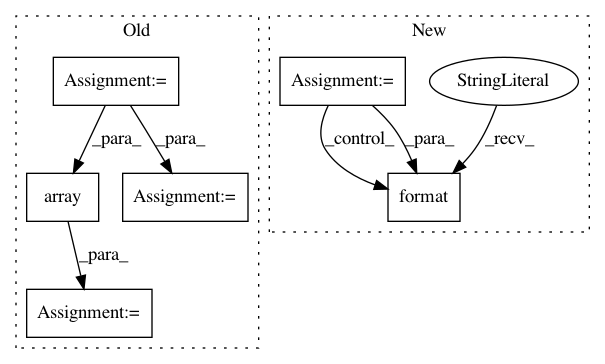 Old
New
Assignment:=
Assignment:=
StringLiteral
_para_
_para_
_control_
_para_
_recv_
array
Assignment:=
format
_para_
Assignment:=